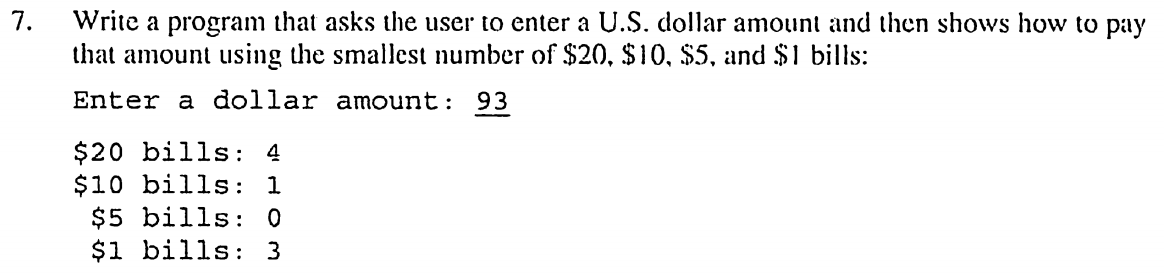 7. Write a program that asks the user to enter a U.S. dollar amount and then shows how to pay
that amount using the smallest number of $20, $10, $5, and $1 bills:
Enter a dollar amount: 93
$20 bills: 4
$10 bills: 1
$5 bills: 0
$1 bills: 3